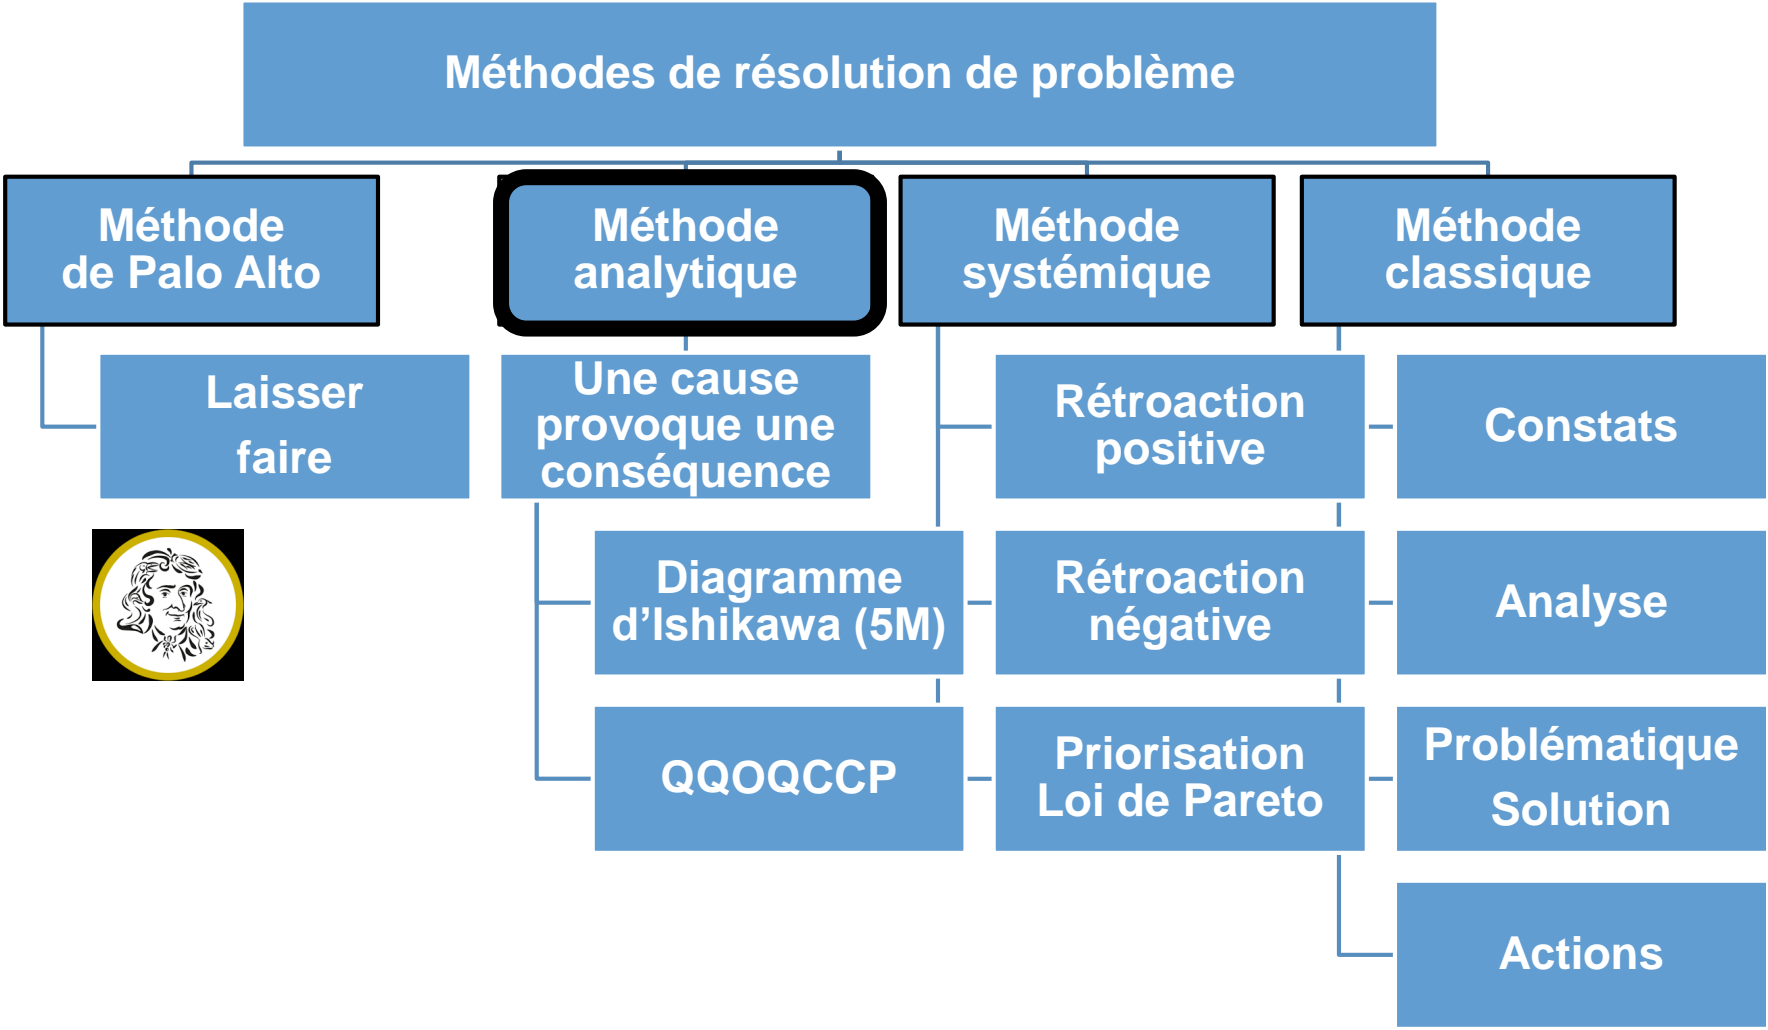 Méthodes de résolution de problème
Méthode
de Palo Alto
Méthode
analytique
Méthode
systémique
Méthode
classique
Laisser
faire
Une cause
provoque une
conséquence
Rétroaction
positive
Constats
Diagramme
d’Ishikawa (5M)
Rétroaction
négative
Analyse
QQOQCCP
Priorisation
Loi de Pareto
Problématique
Solution
Actions